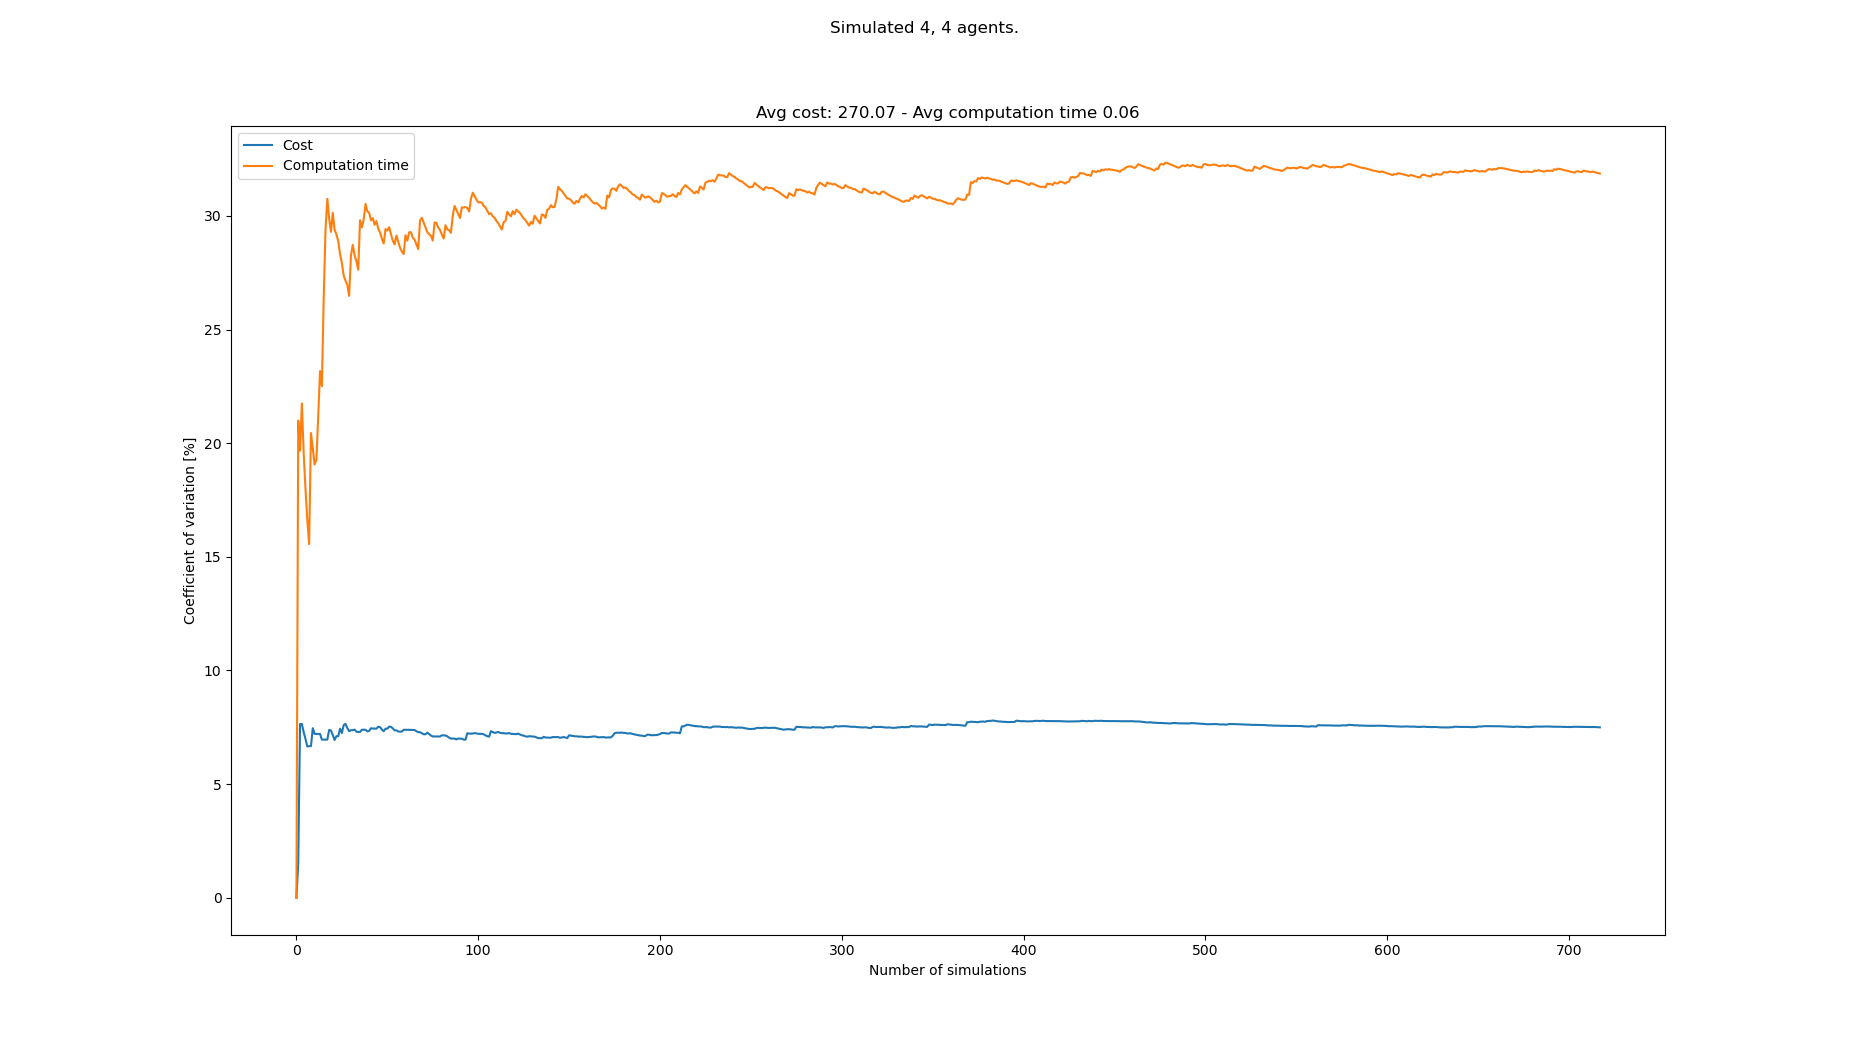 Simulated 4, 4 agents.
Avg cost: 270.07 - Avg computation time 0.06
Cost
Computation time
Coefficient of variation [%]
30
25
20
15
10
5
0
0 100 200 300 400 500 600 700
Number of simulations